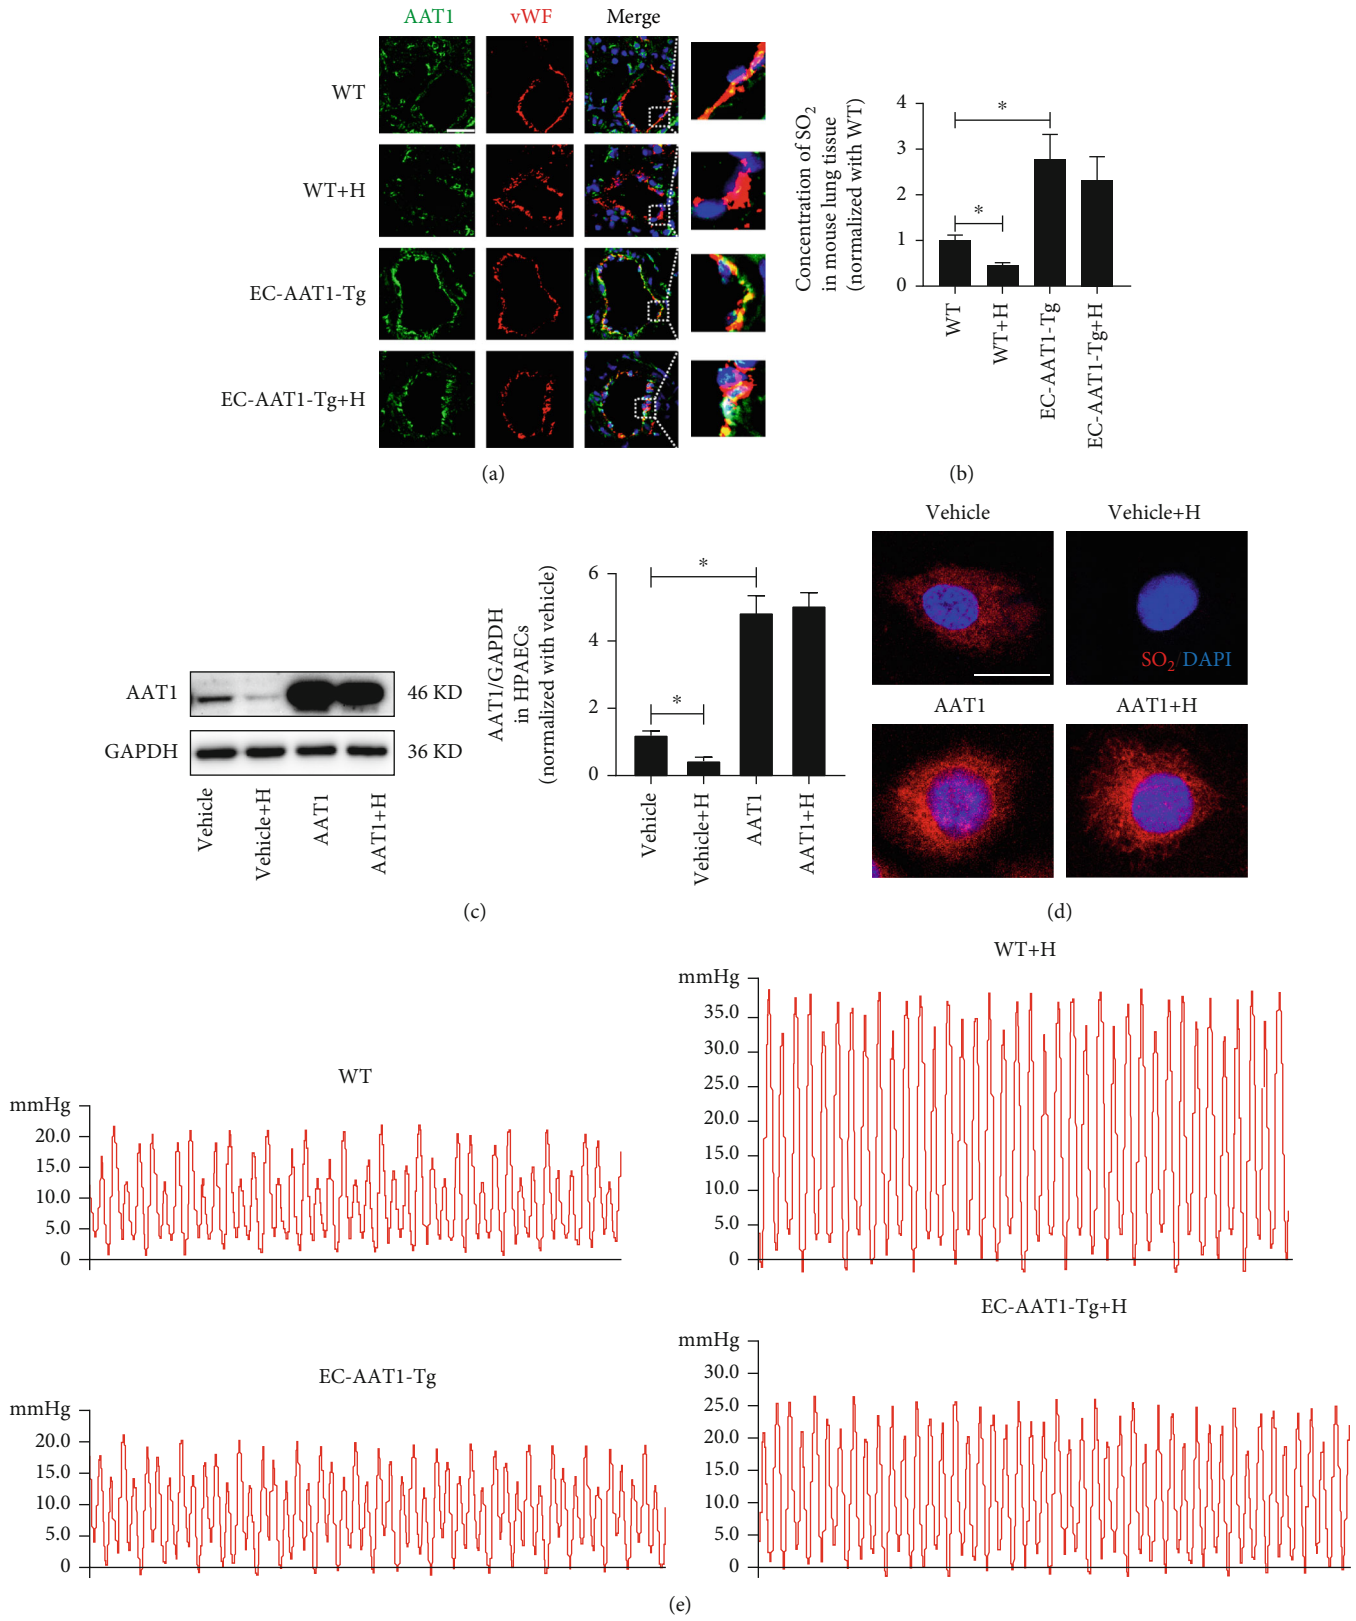 AAT1 vWF Merge
WT
WT+H
EC-AAT1-Tg
EC-AAT1-Tg+H
(a)
Concentration of SO2
in mouse lung tissue
(normalized with WT)
4
3
2
1
0
*
*
WT
WT+H
EC-AAT1-Tg
EC-AAT1-Tg+H
(b)
AAT1
46 KD
GAPDH
36 KD
Vehicle
Vehicle+H
AAT1
AAT1+H
AAT1/GAPDH
in HPAECs
(normalized with vehicle)
6
4
2
0
*
*
Vehicle
Vehicle+H
AAT1
AAT1+H
(c)
Vehicle
Vehicle+H
SO2/DAPI
AAT1
AAT1+H
(d)
WT
mmHg
20.0
15.0
10.0
5.0
0
WT+H
mmHg
35.0
30.0
25.0
20.0
15.0
10.0
5.0
0
EC-AAT1-Tg
mmHg
20.0
15.0
10.0
5.0
0
EC-AAT1-Tg+H
mmHg
30.0
25.0
20.0
15.0
10.0
5.0
0
(e)